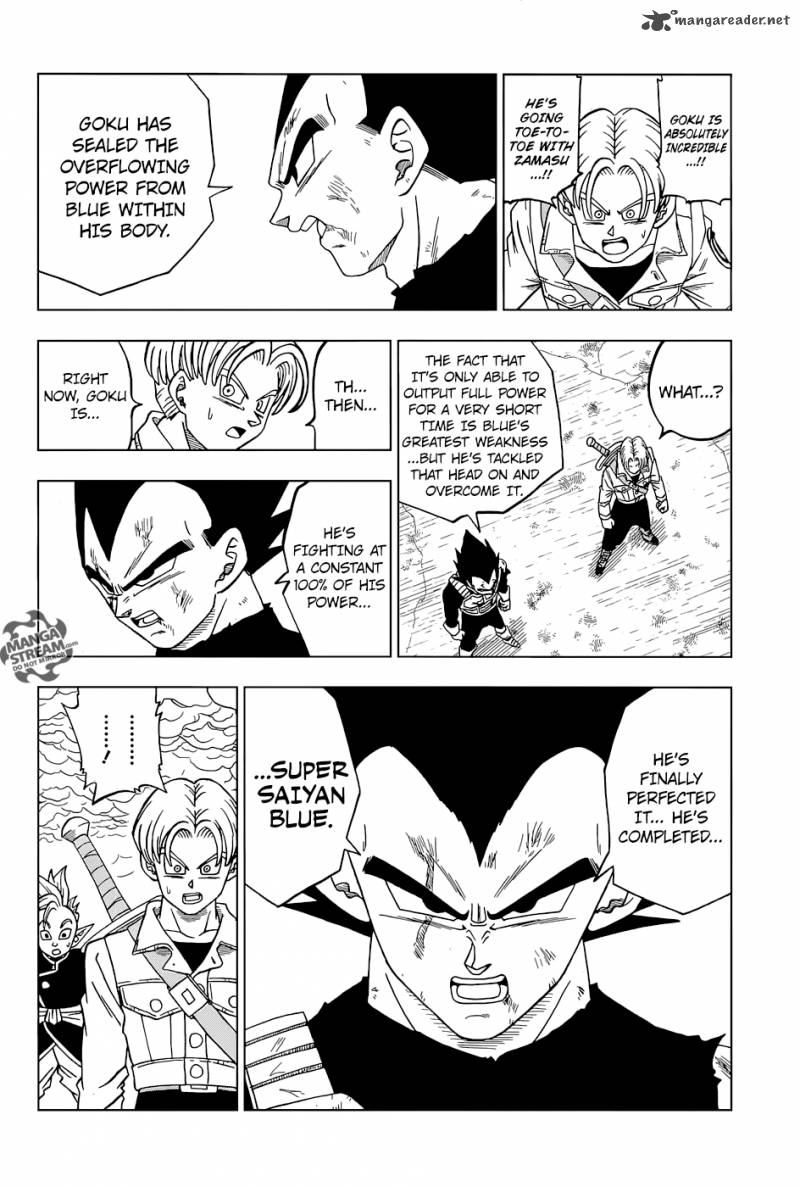 mangareader.net
GOKU IS
ABSOLUTELY
INCREDIBLE
...!!
HE'S
GOING
TOE-TO-
TOE WITH
ZAMASU
...!!
GOKU HAS
SEALED THE
OVERFLOWING
POWER FROM
BLUE WITHIN
HIS BODY.
WHAT...?
THE FACT THAT
IT'S ONLY ABLE TO
OUTPUT FULL POWER
FOR A VERY SHORT
TIME IS BLUE'S
GREATEST WEAKNESS
...BUT HE'S TACKLED
THAT HEAD ON AND
OVERCOME IT.
TH...
THEN...
RIGHT
NOW, GOKU
IS...
HE'S
FIGHTING AT
A CONSTANT
100% OF HIS
POWER...
MANGA
STREAM.com
DO NOT MIRROR
HE'S
FINALLY
PERFECTED
IT... HE'S
COMPLETED...
...SUPER
SAIYAN
BLUE.
.........!